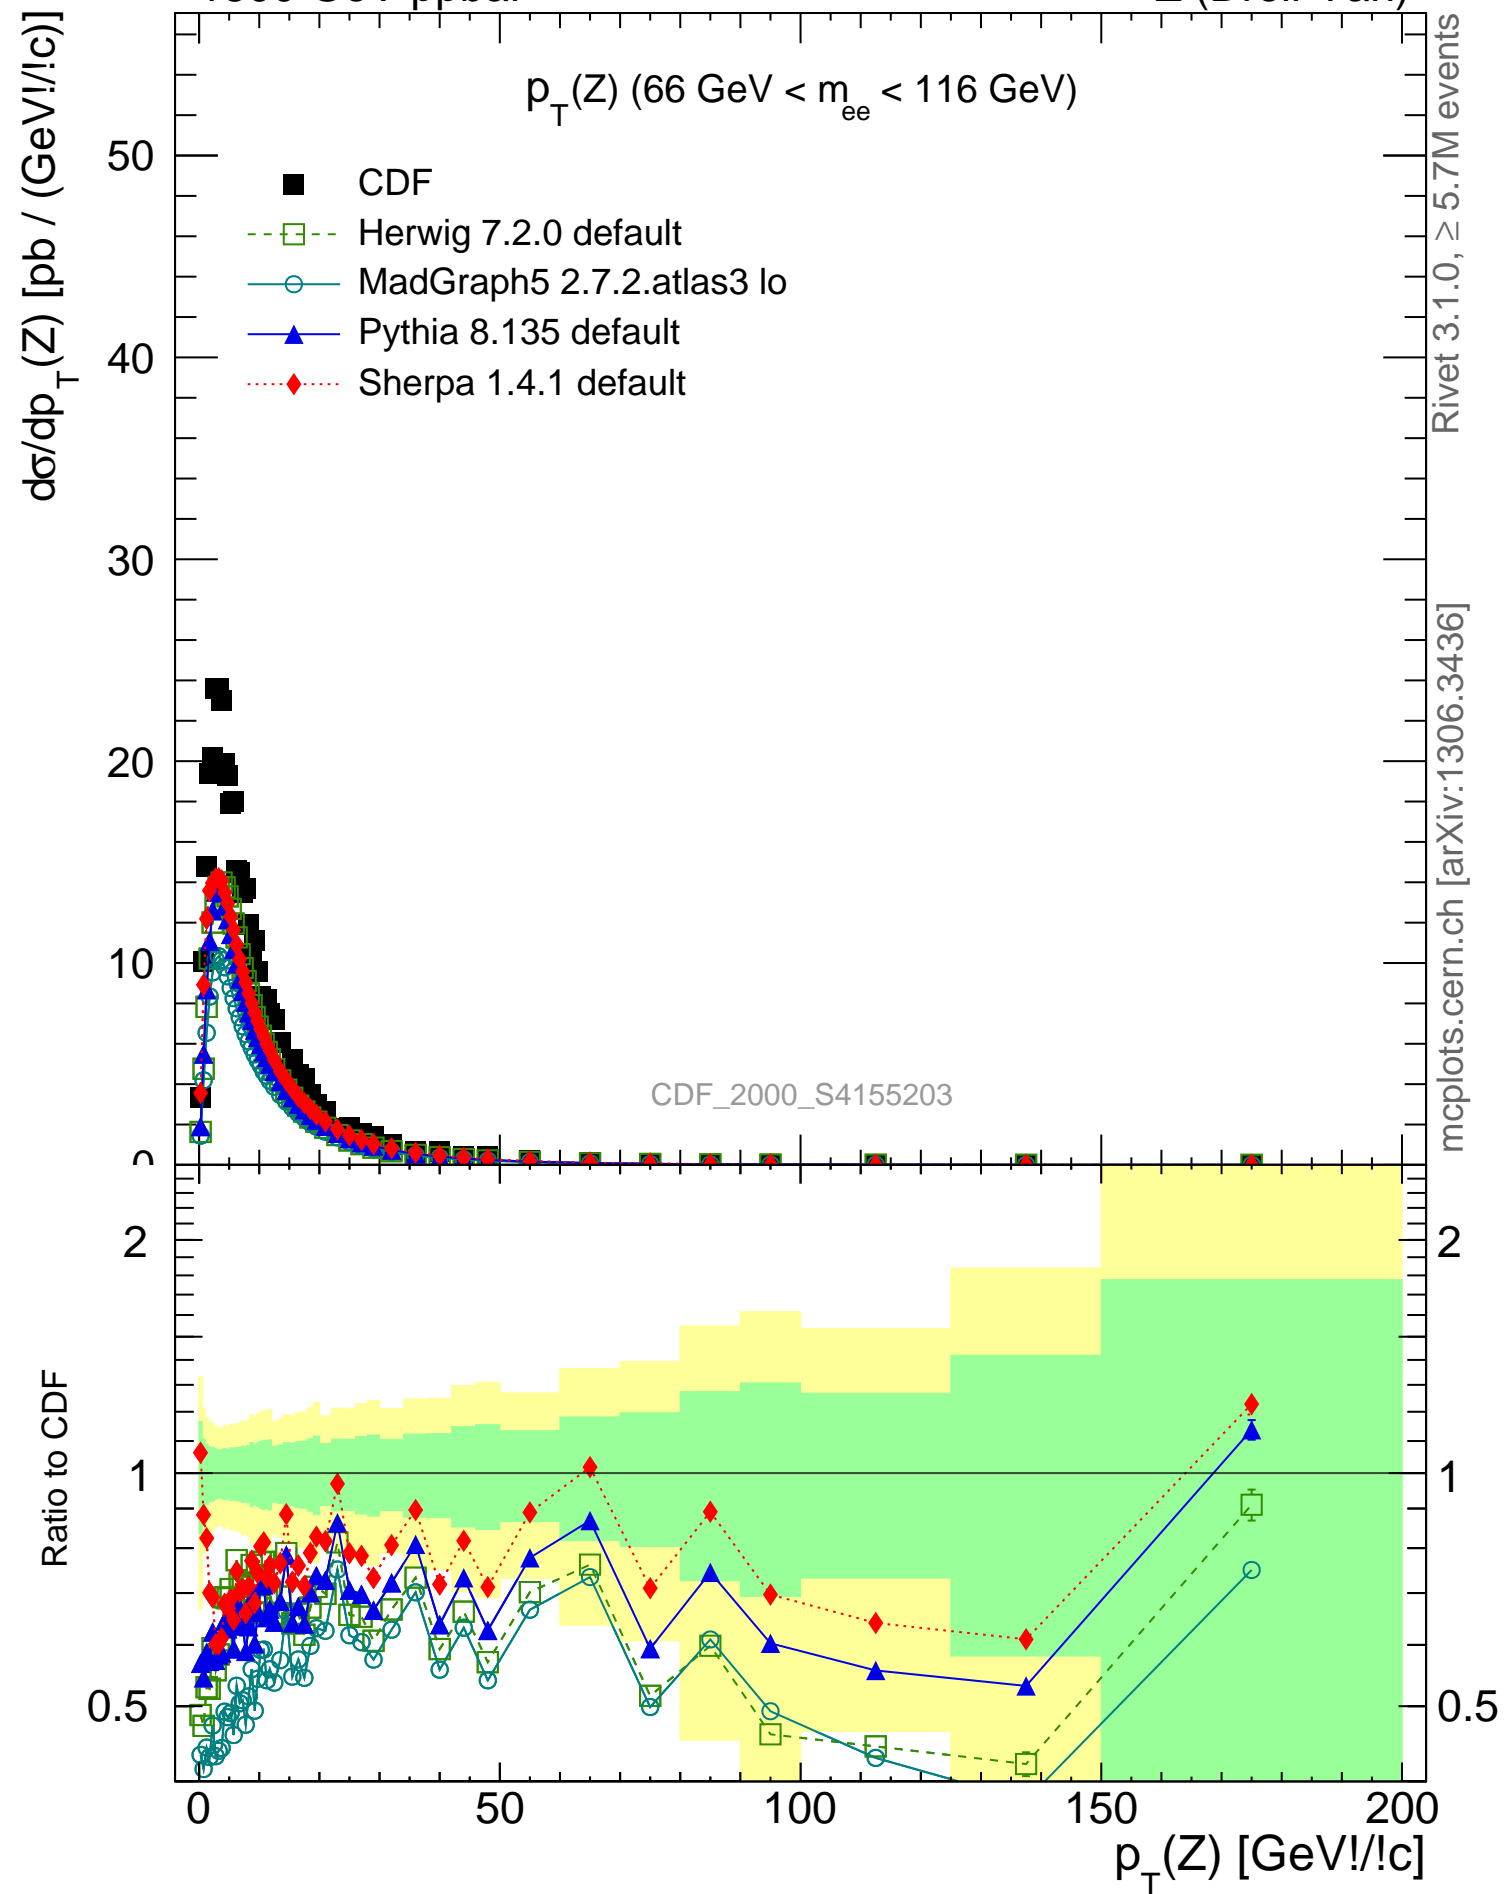 p_T(Z) (66 GeV < m_ee < 116 GeV)
CDF
Herwig 7.2.0 default
MadGraph5 2.7.2.atlas3 lo
Pythia 8.135 default
Sherpa 1.4.1 default
dσ/dp_T(Z) [pb / (GeV!/!c)]
50
40
30
20
10
0
CDF_2000_S4155203
Rivet 3.1.0, ≥ 5.7M events
mcplots.cern.ch [arXiv:1306.3436]
Ratio to CDF
2
1
0.5
2
1
0.5
0
50
100
150
200
p_T(Z) [GeV!/!c]